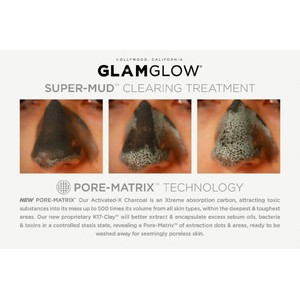 HOLLYWOOD, CALIFORNIA
GLAMGLOW®
SUPER-MUD™ CLEARING TREATMENT
PORE-MATRIX™ TECHNOLOGY
NEW PORE-MATRIX™ Our Activated-X Charcoal is an Xtreme absorption carbon, attracting toxic
substances into its mass up to 500 times its volume from all skin types, within the deepest & toughest
areas. Our new proprietary K17-Clay™ will better extract & encapsulate excess sebum oils, bacteria
& toxins in a controlled stasis state, revealing a Pore-Matrix™ of extraction dots & areas, ready to be
washed away for seemingly poreless skin.